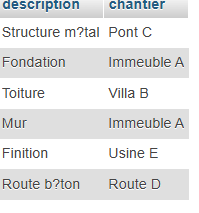 description chantier
Structure m?tal Pont C
Fondation Immeuble A
Toiture Villa B
Mur Immeuble A
Finition Usine E
Route b?ton Route D